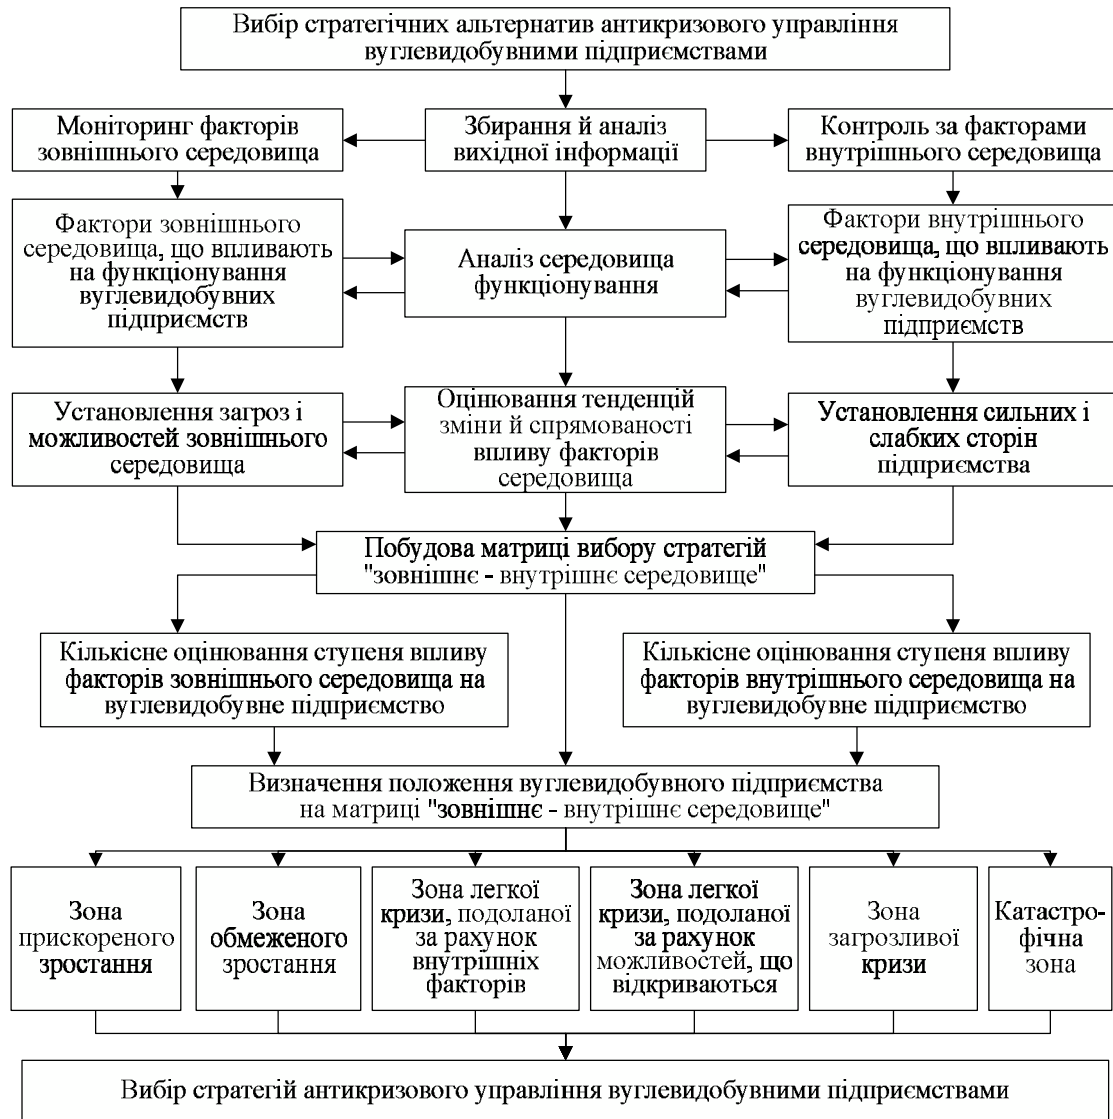 Вибір стратегічних альтернатив антикризового управління
вуглевидобувними підприємствами
Моніторинг факторів
зовнішнього середовища
Збирання й аналіз
вихідної інформації
Контроль за факторами
внутрішнього середовища
Фактори зовнішнього
середовища, що впливають
на функціонування
вуглевидобувних
підприємств
Аналіз середовища
функціонування
Фактори внутрішнього
середовища, що впливають
на функціонування
вуглевидобувних
підприємств
Установлення загроз і
можливостей зовнішнього
середовища
Оцінювання тенденцій
зміни й спрямованості
впливу факторів
середовища
Установлення сильних і
слабких сторін
підприємства
Побудова матриці вибору стратегій
"зовнішнє - внутрішнє середовище"
Кількісне оцінювання ступеня впливу
факторів зовнішнього середовища на
вуглевидобувне підприємство
Кількісне оцінювання ступеня впливу
факторів внутрішнього середовища на
вуглевидобувне підприємство
Визначення положення вуглевидобувного підприємства
на матриці "зовнішнє - внутрішнє середовище"
Зона
прискореного
зростання
Зона
обмеженого
зростання
Зона легкої
кризи, подоланої
за рахунок
внутрішніх
факторів
Зона легкої
кризи, подоланої
за рахунок
можливостей, що
відкриваються
Зона
загрозливої
кризи
Катастро-
фічна
зона
Вибір стратегій антикризового управління вуглевидобувними підприємствами